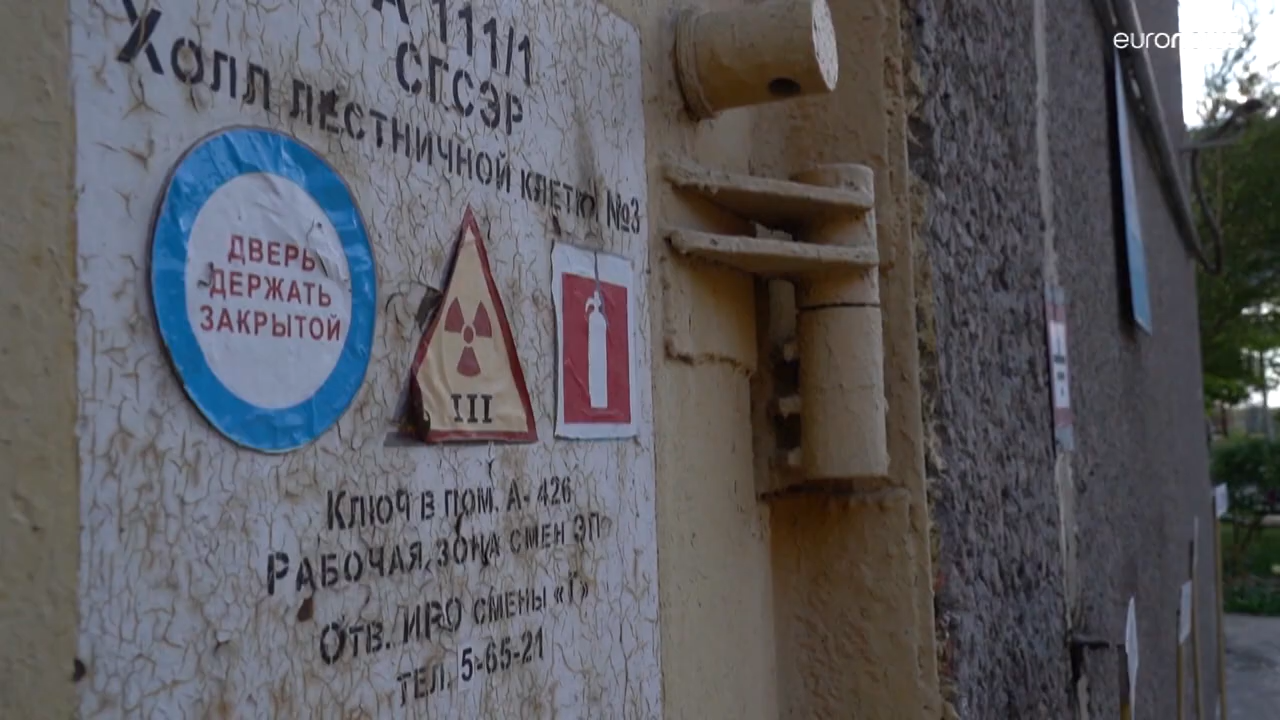 А 111/1
СГСЭР
ХОЛЛ ЛЕСТНИЧНОЙ КЛЕТКИ №3
ДВЕРЬ
ДЕРЖАТЬ
ЗАКРЫТОЙ
III
КЛЮЧ В ПОМ. А-426
РАБОЧАЯ ЗОНА СМЕН ЭП
ОТВ. ИРО СМЕНЫ «1»
ТЕЛ. 5-65-21
euronews